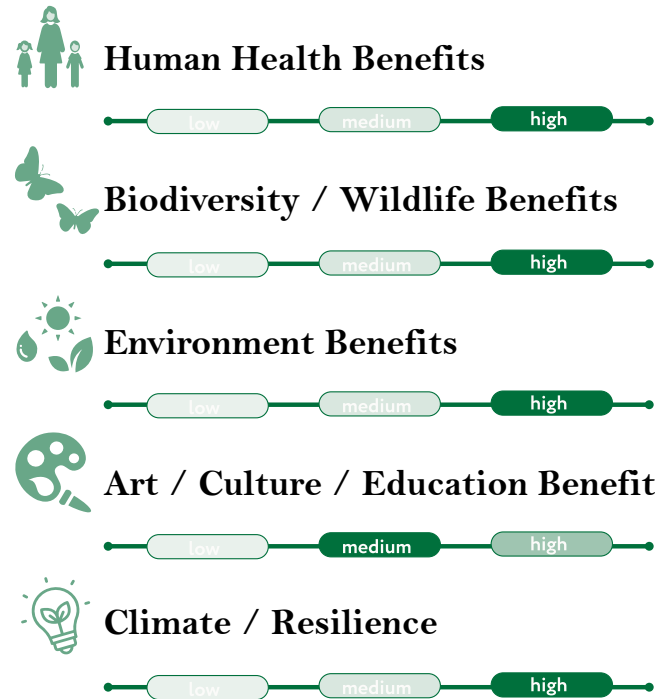 Human Health Benefits
low medium high
Biodiversity / Wildlife Benefits
low medium high
Environment Benefits
low medium high
Art / Culture / Education Benefit
low medium high
Climate / Resilience
low medium high